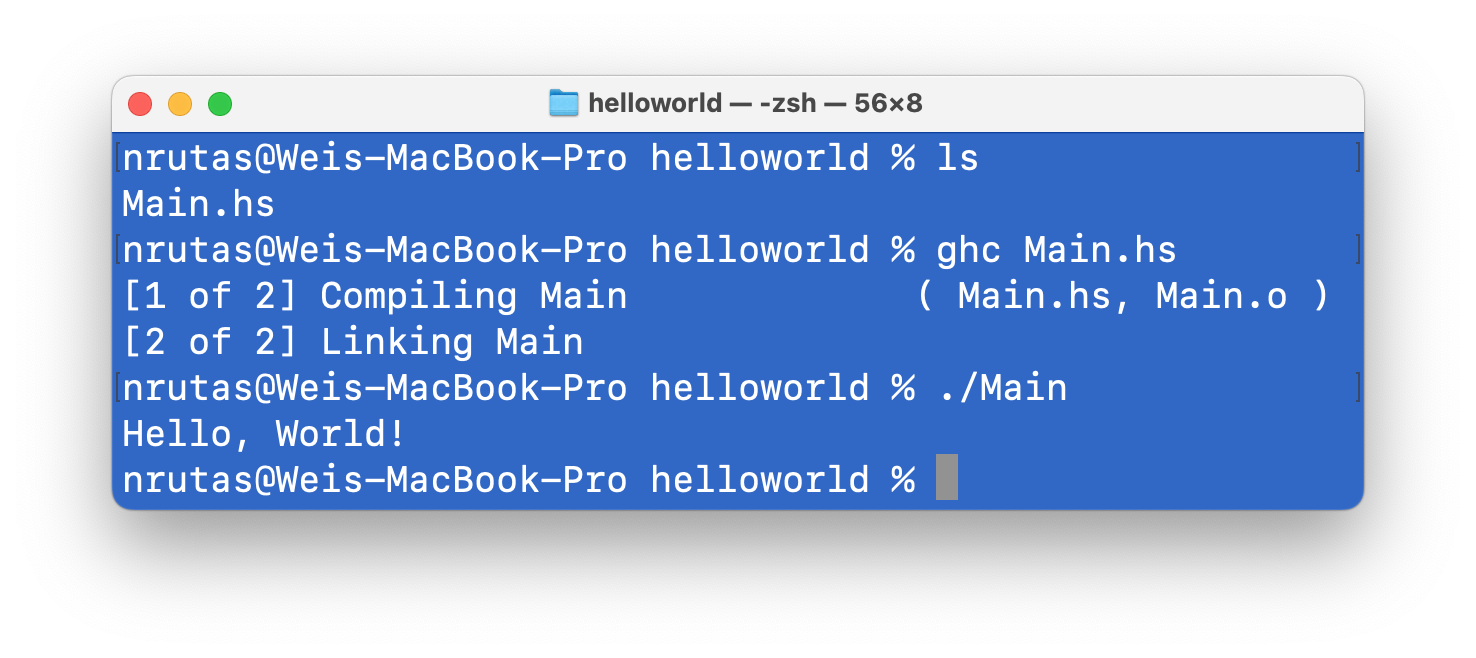 helloworld — -zsh — 56×8
nrutas@Weis-MacBook-Pro helloworld % ls
Main.hs
nrutas@Weis-MacBook-Pro helloworld % ghc Main.hs
[1 of 2] Compiling Main             ( Main.hs, Main.o )
[2 of 2] Linking Main
nrutas@Weis-MacBook-Pro helloworld % ./Main
Hello, World!
nrutas@Weis-MacBook-Pro helloworld %